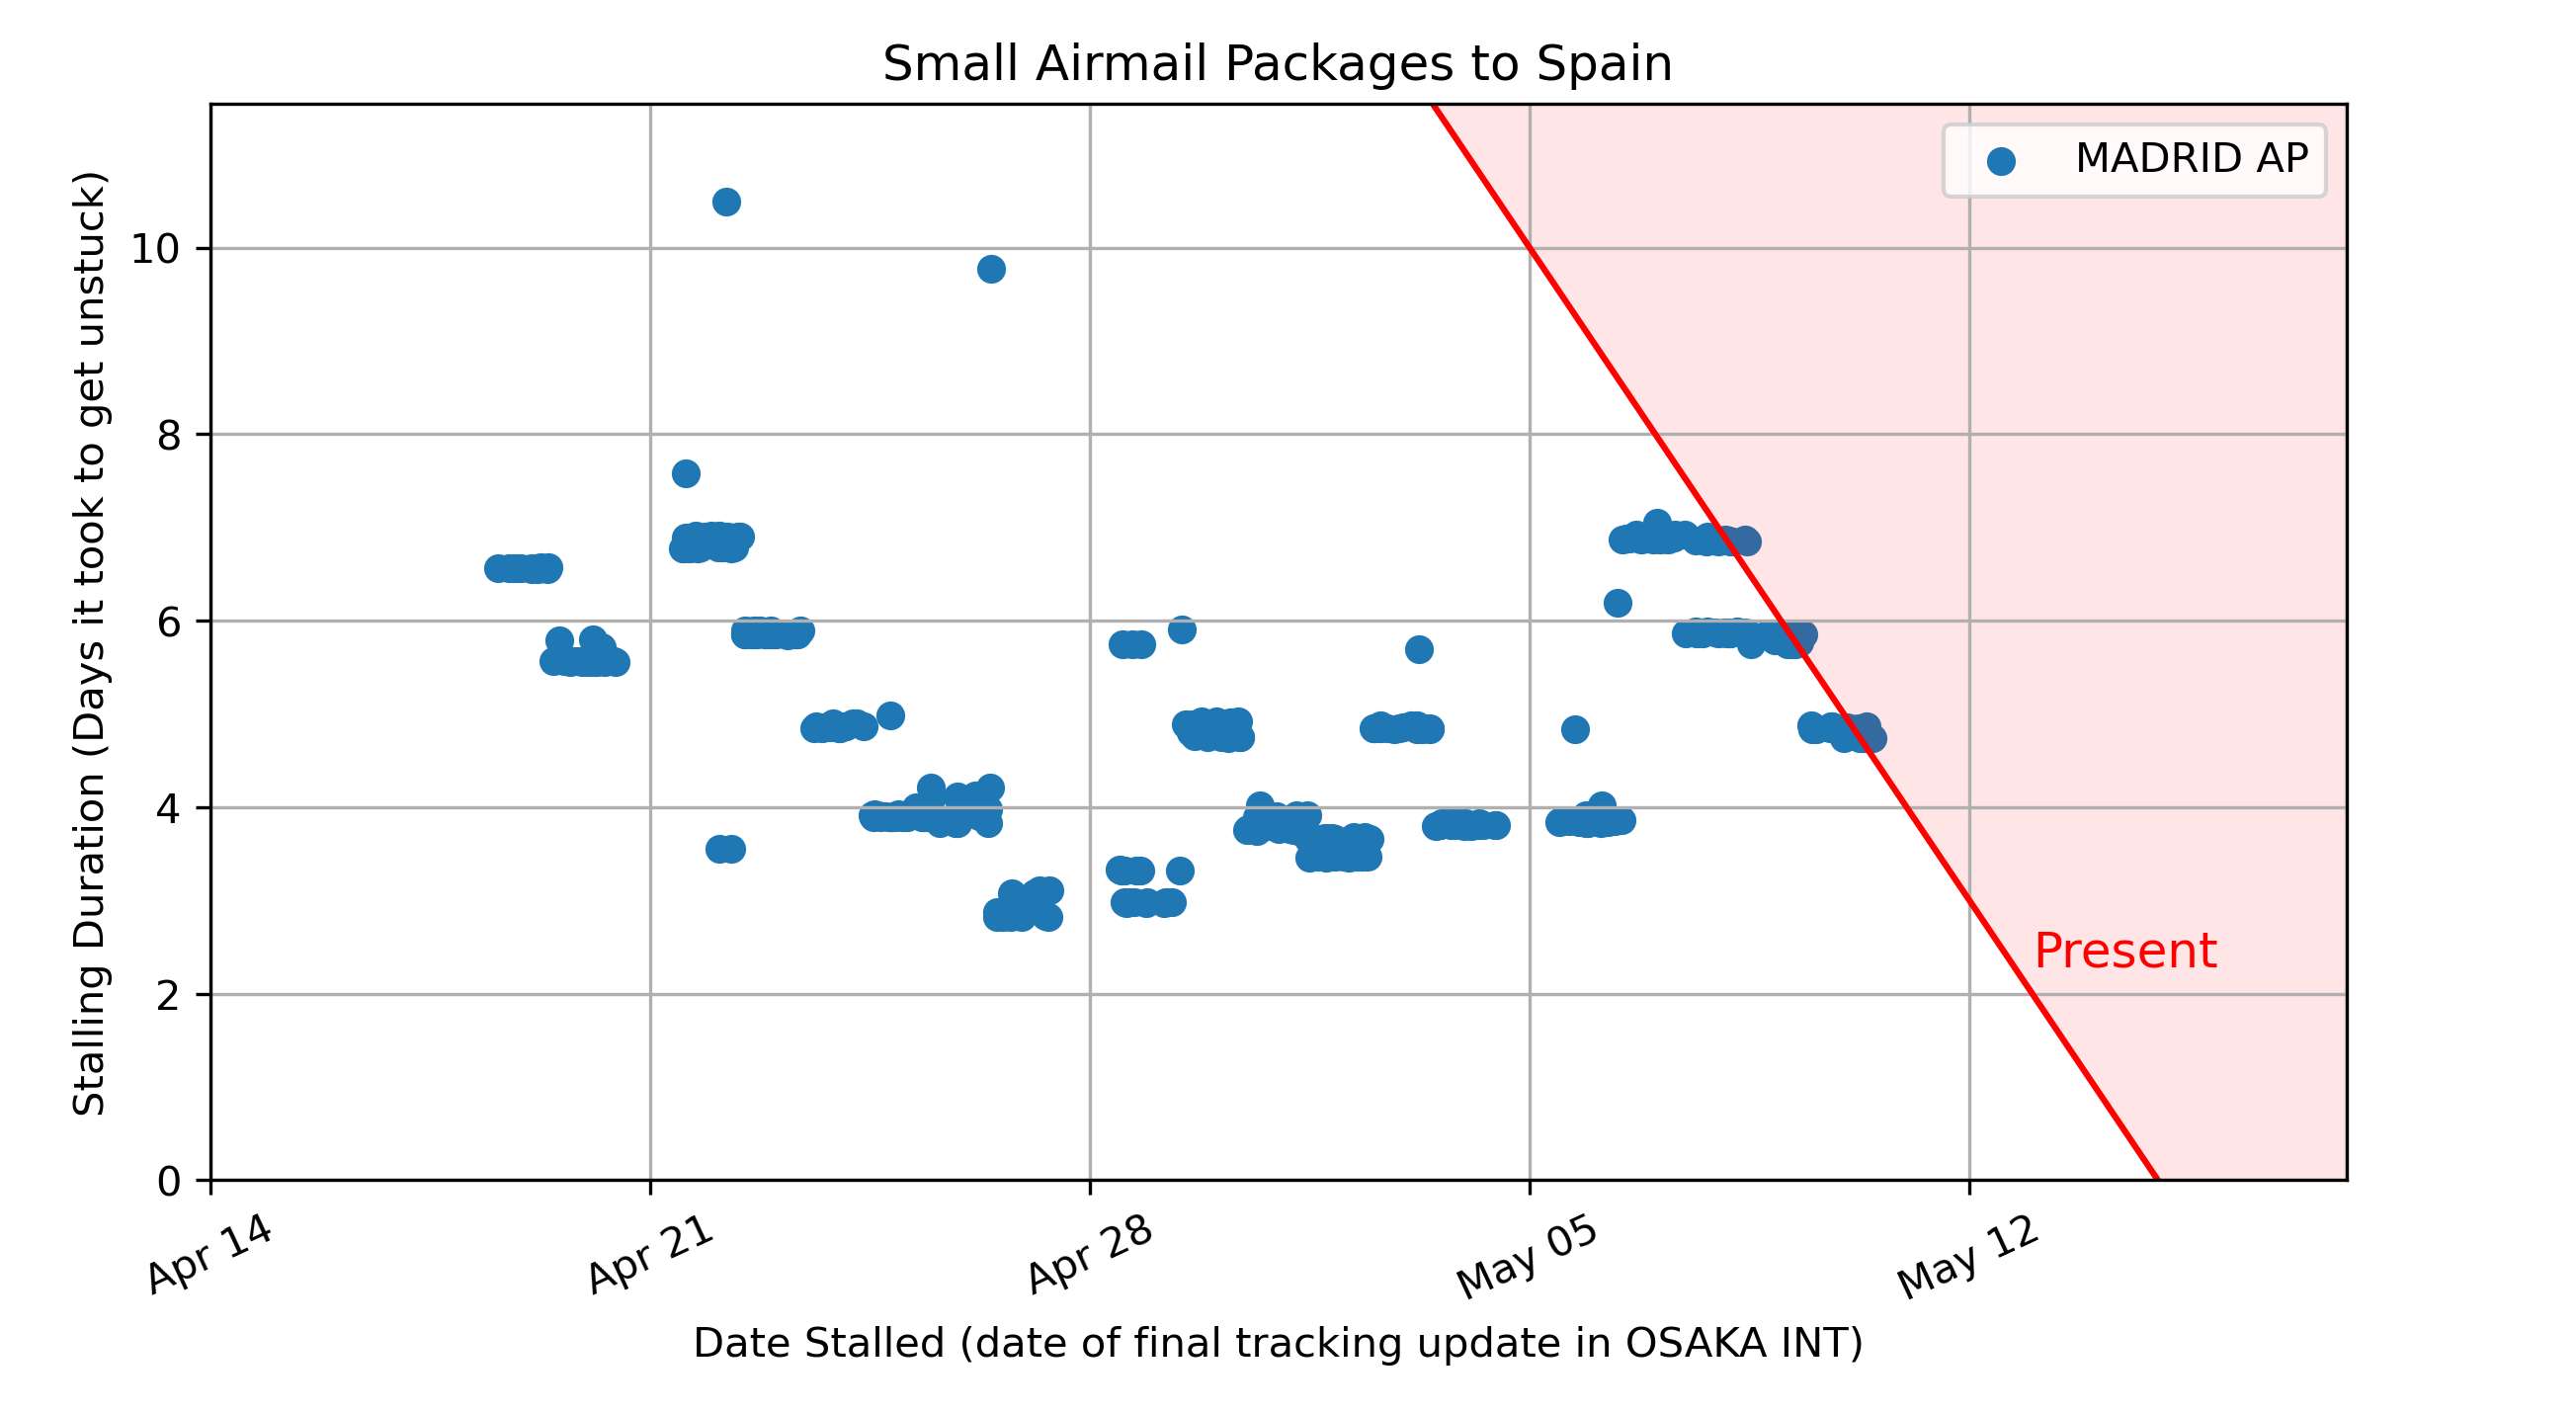 Small Airmail Packages to Spain
MADRID AP
Stalling Duration (Days it took to get unstuck)
10
8
6
4
2
0
Present
Apr 14
Apr 21
Apr 28
May 05
May 12
Date Stalled (date of final tracking update in OSAKA INT)